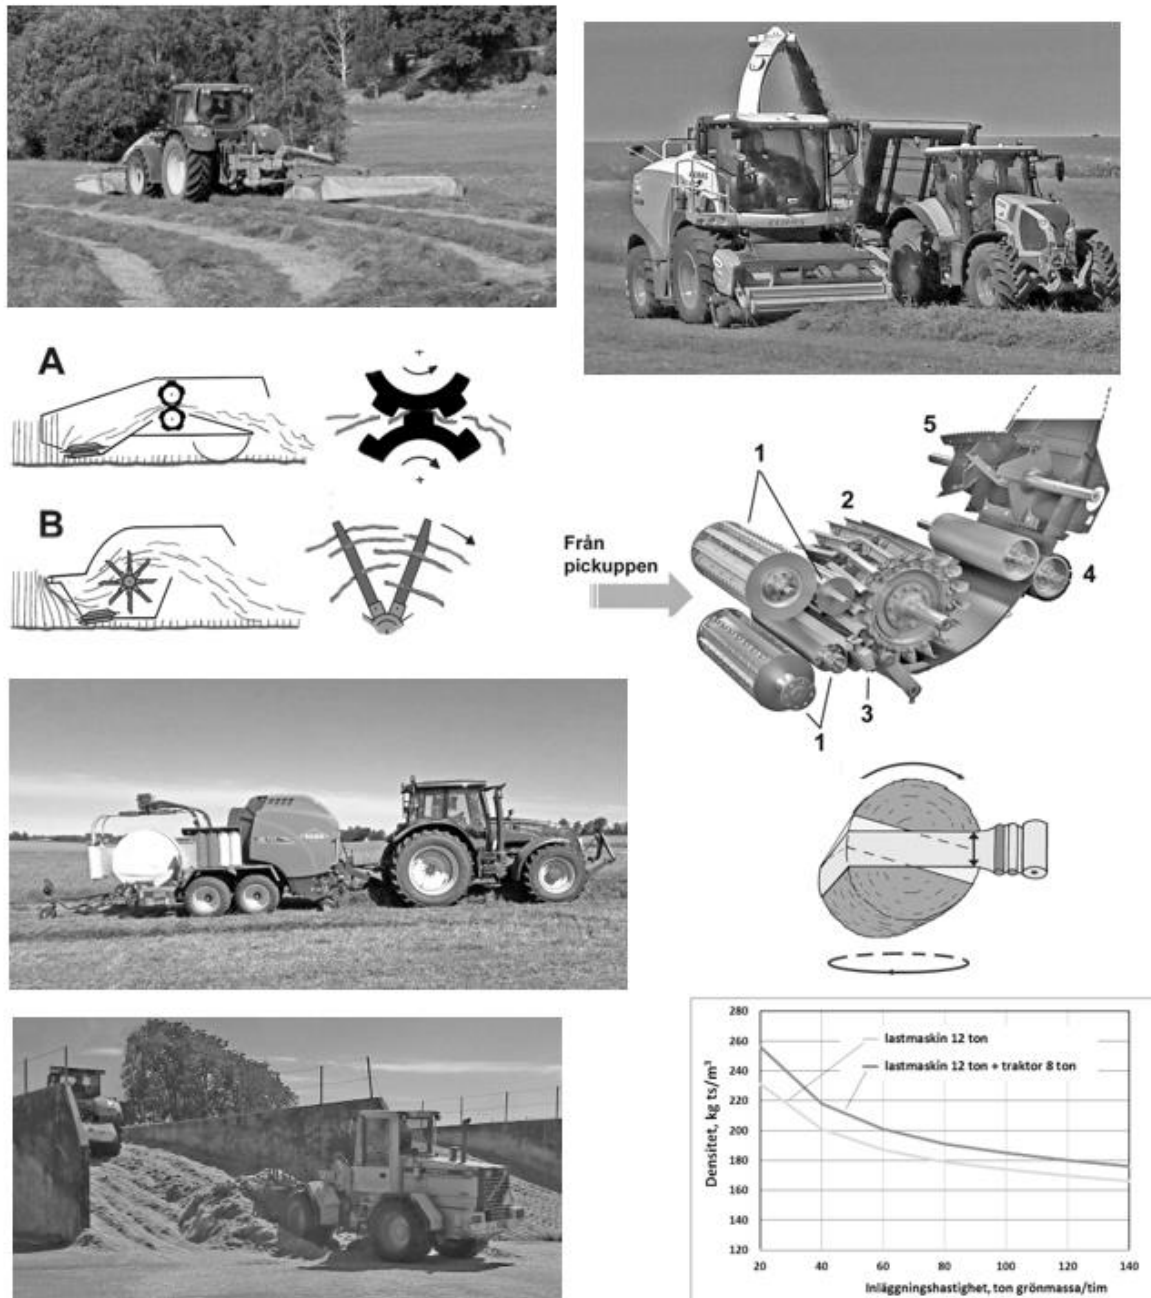 A
B
Från
pickuppen
1
2
5
4
3
1
280
260
240
220
200
180
160
140
120
Densitet, kg ts/m³
lastmaskin 12 ton
lastmaskin 12 ton + traktor 8 ton
20
40
60
80
100
120
140
Inläggningshastighet, ton grönmassa/tim